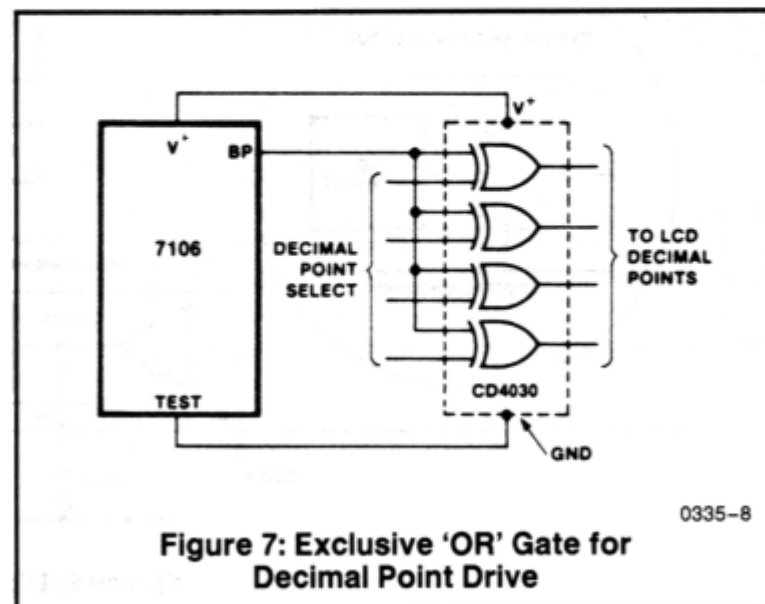 V+
V+
BP
7106
DECIMAL
POINT
SELECT
TO LCD
DECIMAL
POINTS
TEST
CD4030
GND
0335-8
Figure 7: Exclusive 'OR' Gate for
Decimal Point Drive